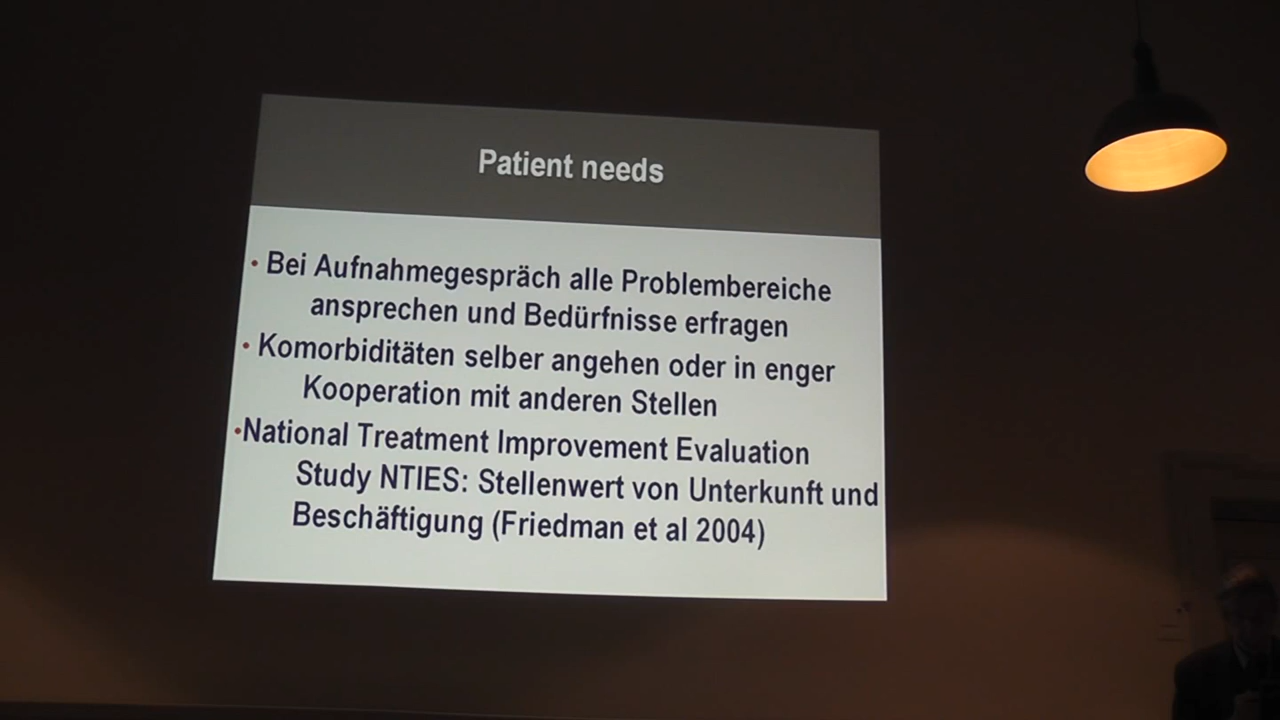 Patient needs
• Bei Aufnahmegespräch alle Problembereiche
ansprechen und Bedürfnisse erfragen
• Komorbiditäten selber angehen oder in enger
Kooperation mit anderen Stellen
•National Treatment Improvement Evaluation
Study NTIES: Stellenwert von Unterkunft und
Beschäftigung (Friedman et al 2004)